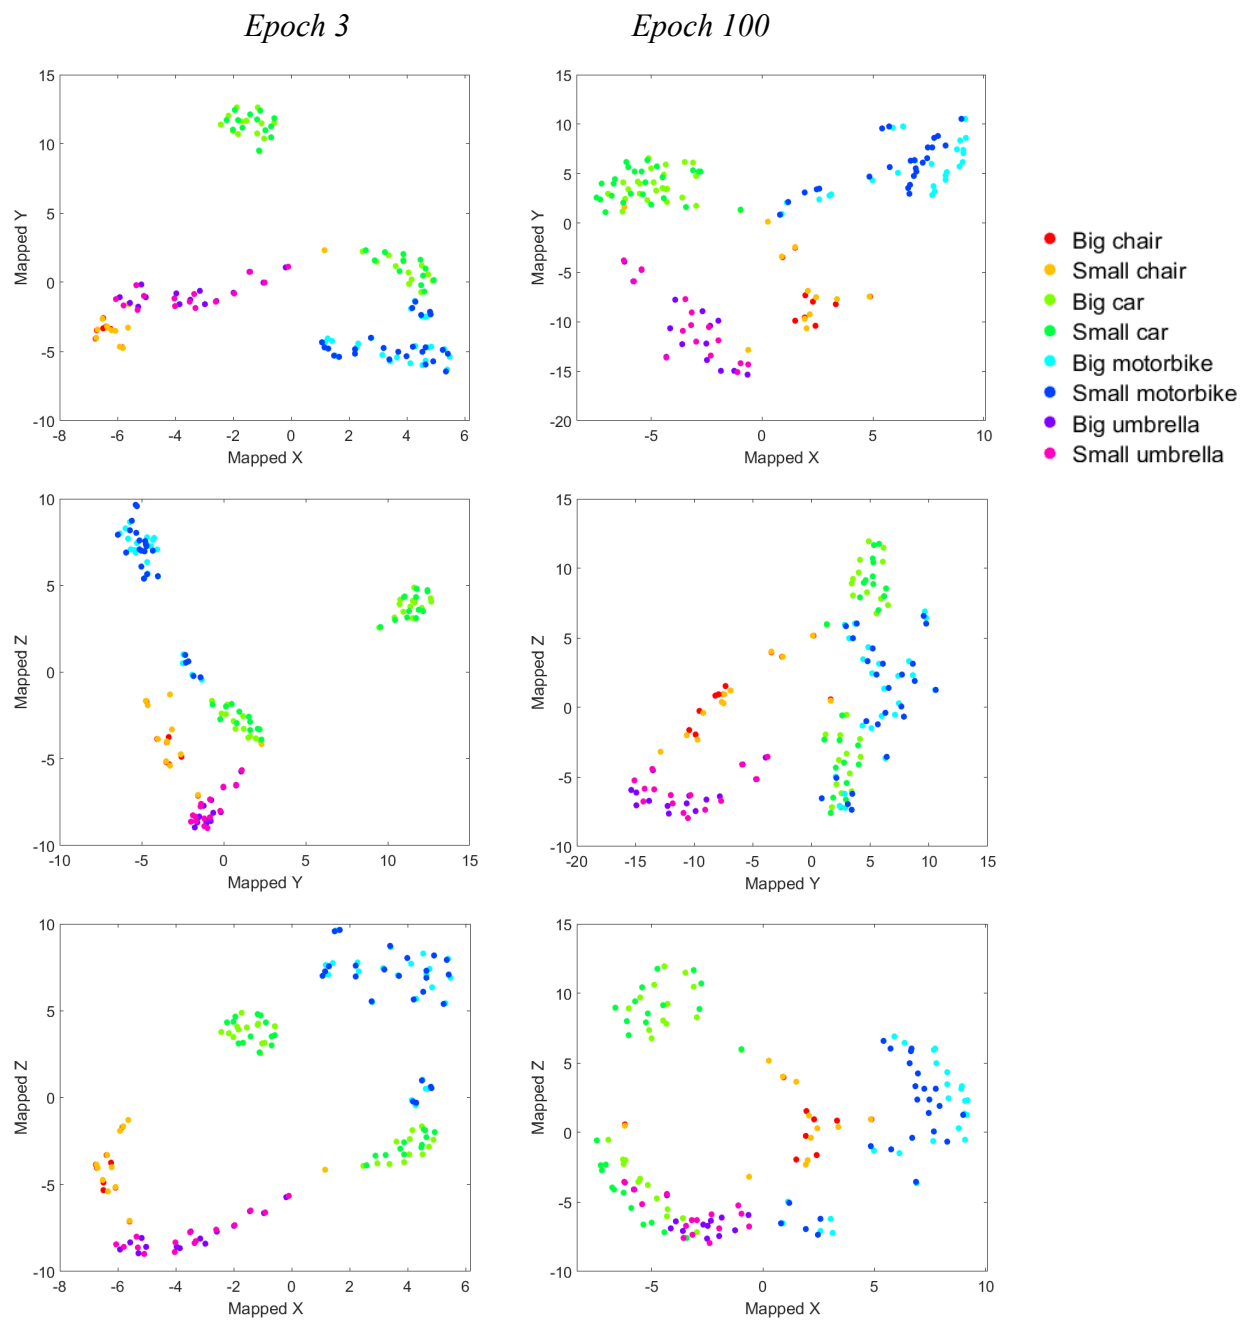 Epoch 3
Epoch 100
15
10
5
0
-5
-10
-8 -6 -4 -2 0 2 4 6
Mapped X
Mapped Y
15
10
5
0
-5
-10
-15
-20
-5 0 5 10
Mapped X
Mapped Y
Big chair
Small chair
Big car
Small car
Big motorbike
Small motorbike
Big umbrella
Small umbrella
10
5
0
-5
-10
-10 -5 0 5 10 15
Mapped Y
Mapped Z
15
10
5
0
-5
-10
-20 -15 -10 -5 0 5 10 15
Mapped Y
Mapped Z
10
5
0
-5
-10
-8 -6 -4 -2 0 2 4 6
Mapped X
Mapped Z
15
10
5
0
-5
-10
-5 0 5 10
Mapped X
Mapped Z